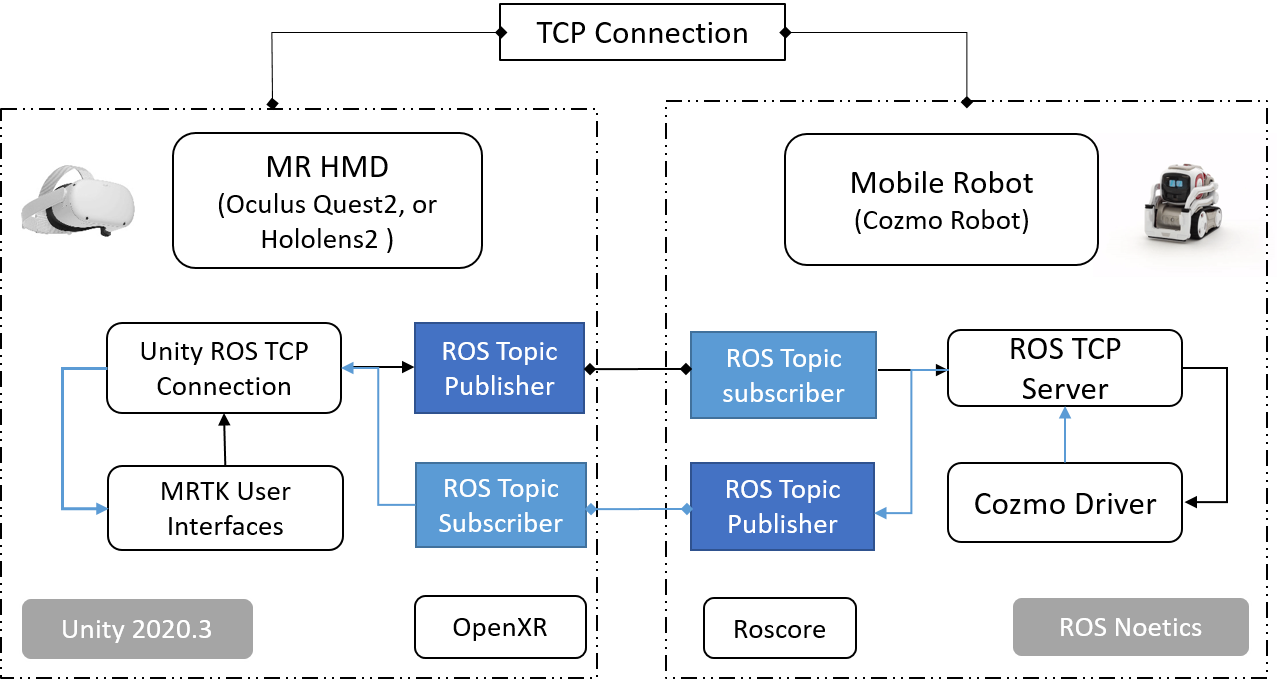 TCP Connection
MR HMD
(Oculus Quest2, or
Hololens2 )
Unity ROS TCP
Connection
ROS Topic
Publisher
MRTK User
Interfaces
ROS Topic
Subscriber
Unity 2020.3
OpenXR
Mobile Robot
(Cozmo Robot)
ROS Topic
subscriber
ROS TCP
Server
ROS Topic
Publisher
Cozmo Driver
Roscore
ROS Noetics